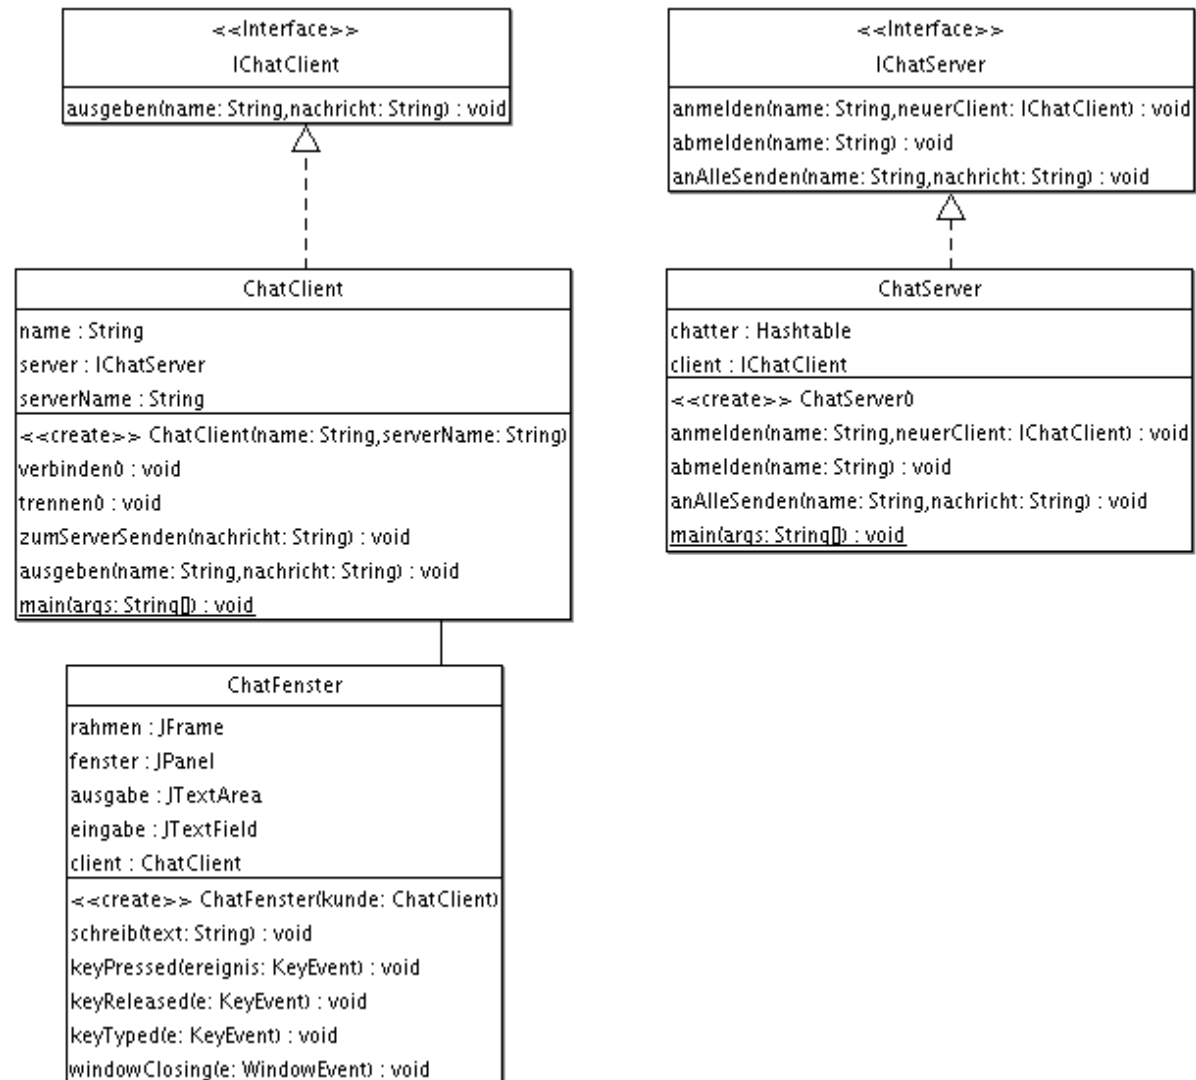 <<Interface>>
IChatClient
ausgeben(name: String,nachricht: String) : void
<<Interface>>
IChatServer
anmelden(name: String,neuerClient: IChatClient) : void
abmelden(name: String) : void
anAlleSenden(name: String,nachricht: String) : void
ChatClient
name : String
server : IChatServer
serverName : String
<<create>> ChatClient(name: String,serverName: String)
verbinden() : void
trennen() : void
zumServerSenden(nachricht: String) : void
ausgeben(name: String,nachricht: String) : void
main(args: String[]) : void
ChatServer
chatter : Hashtable
client : IChatClient
<<create>> ChatServer()
anmelden(name: String,neuerClient: IChatClient) : void
abmelden(name: String) : void
anAlleSenden(name: String,nachricht: String) : void
main(args: String[]) : void
ChatFenster
rahmen : JFrame
fenster : JPanel
ausgabe : JTextArea
eingabe : JTextField
client : ChatClient
<<create>> ChatFenster(kunde: ChatClient)
schreib(text: String) : void
keyPressed(ereignis: KeyEvent) : void
keyReleased(e: KeyEvent) : void
keyTyped(e: KeyEvent) : void
windowClosing(e: WindowEvent) : void